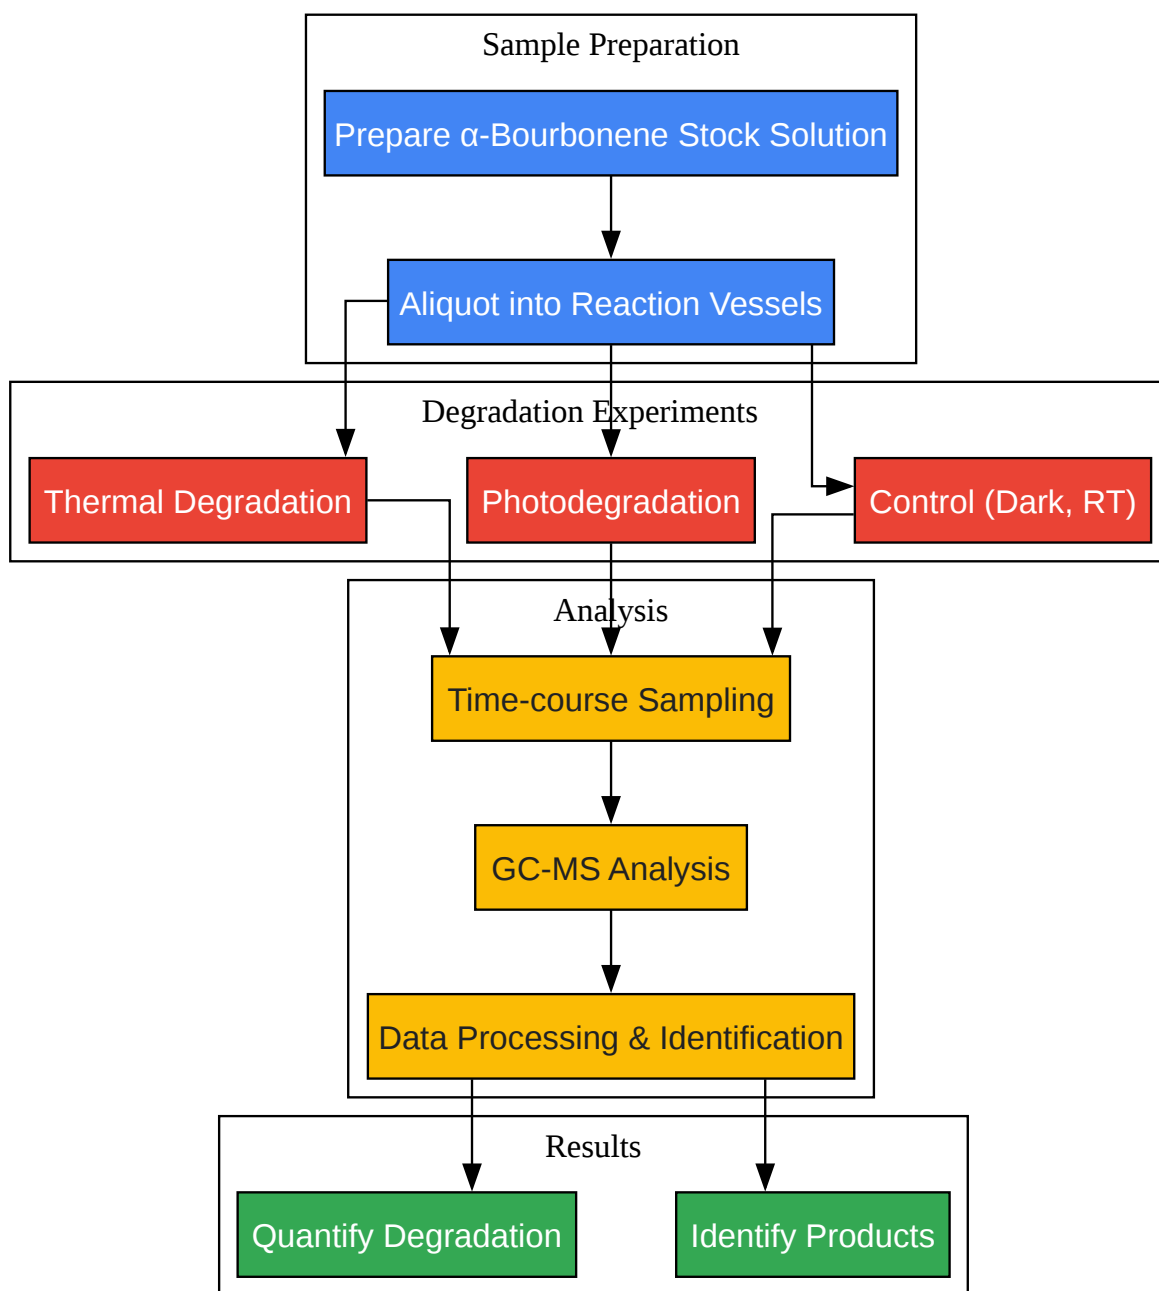 Sample Preparation
Prepare α-Bourbonene Stock Solution
Aliquot into Reaction Vessels
Degradation Experiments
Thermal Degradation
Photodegradation
Control (Dark, RT)
Analysis
Time-course Sampling
GC-MS Analysis
Data Processing & Identification
Results
Quantify Degradation
Identify Products